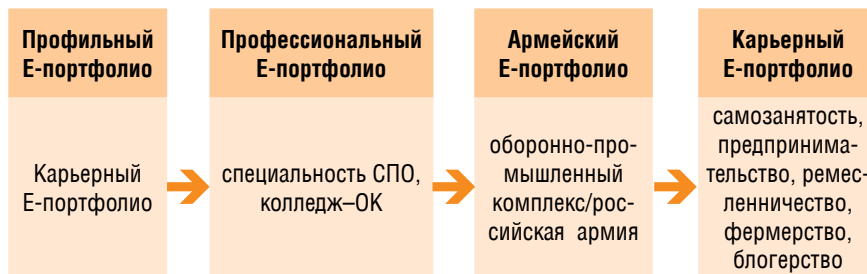 Профильный
Е-портфолио
Профессиональный
Е-портфолио
Армейский
Е-портфолио
Карьерный
Е-портфолио
Карьерный
Е-портфолио
специальность СПО,
колледж–ОК
оборонно-про-
мышленный
комплекс/рос-
сийская армия
самозанятость,
предпринима-
тельство, ремес-
ленничество,
фермерство,
блогерство